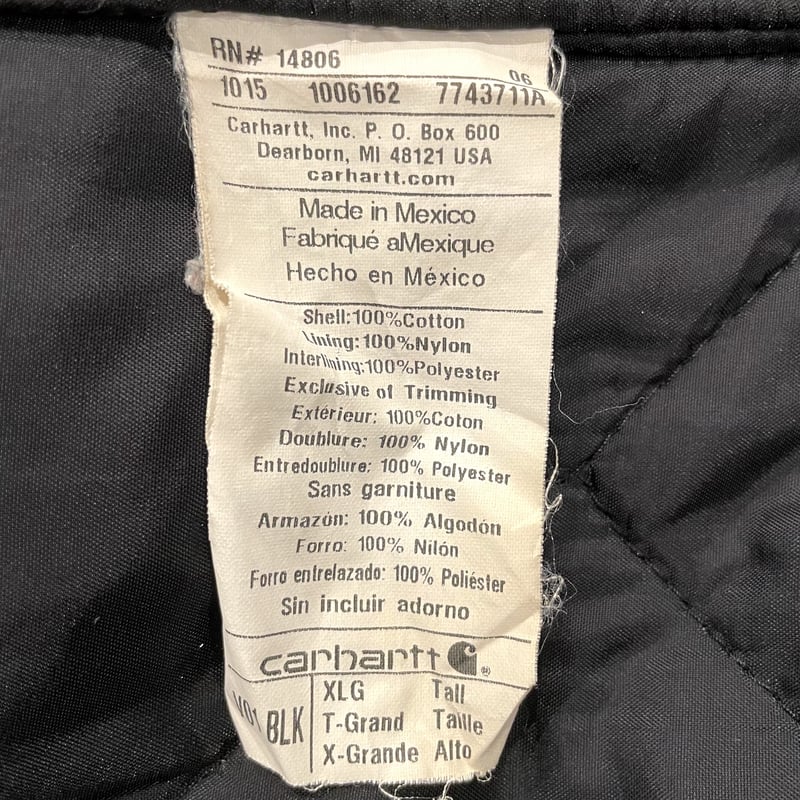 RN# 14806
06
1015 1006162 7743711A
Carhartt, Inc. P. O. Box 600
Dearborn, MI 48121 USA
carhartt.com
Made in Mexico
Fabriqué aMexique
Hecho en México
Shell:100%Cotton
Lining:100%Nylon
Interlining:100%Polyester
Exclusive of Trimming
Extérieur: 100%Coton
Doublure: 100% Nylon
Entredoublure: 100% Polyester
Sans garniture
Armazón: 100% Algodón
Forro: 100% Nilón
Forro entrelazado: 100% Poliéster
Sin incluir adorno
carhartt ®
V01 BLK
XLG Tall
T-Grand Taille
X-Grande Alto